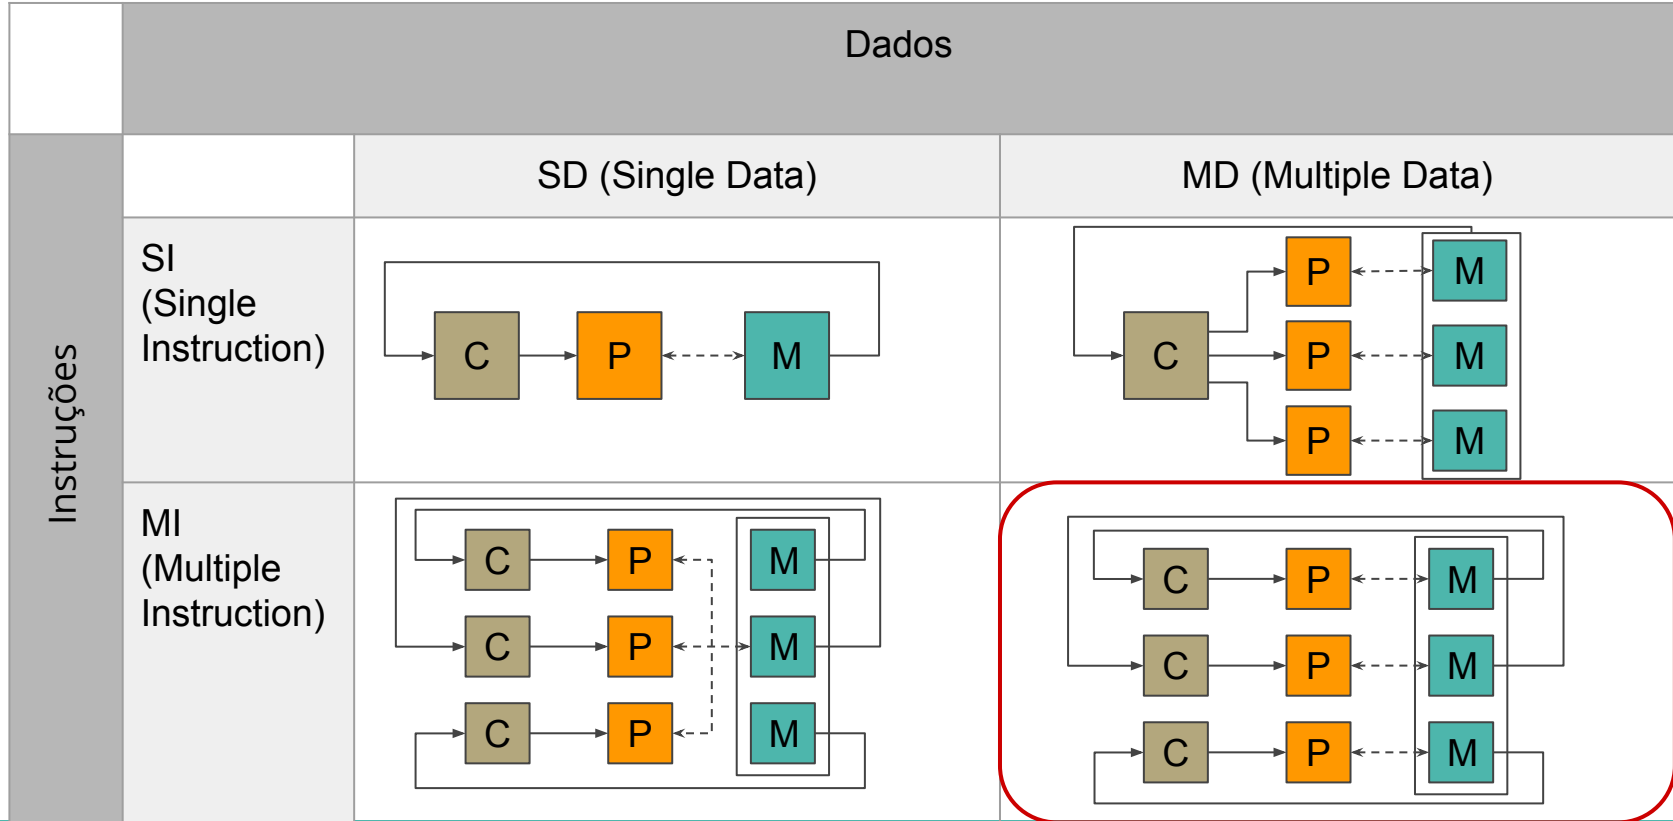 Dados
SD (Single Data)
MD (Multiple Data)
Instruções
SI
(Single
Instruction)
C P M
C P M
P M
P M
MI
(Multiple
Instruction)
C P M
C P M
C P M
C P M
C P M
C P M